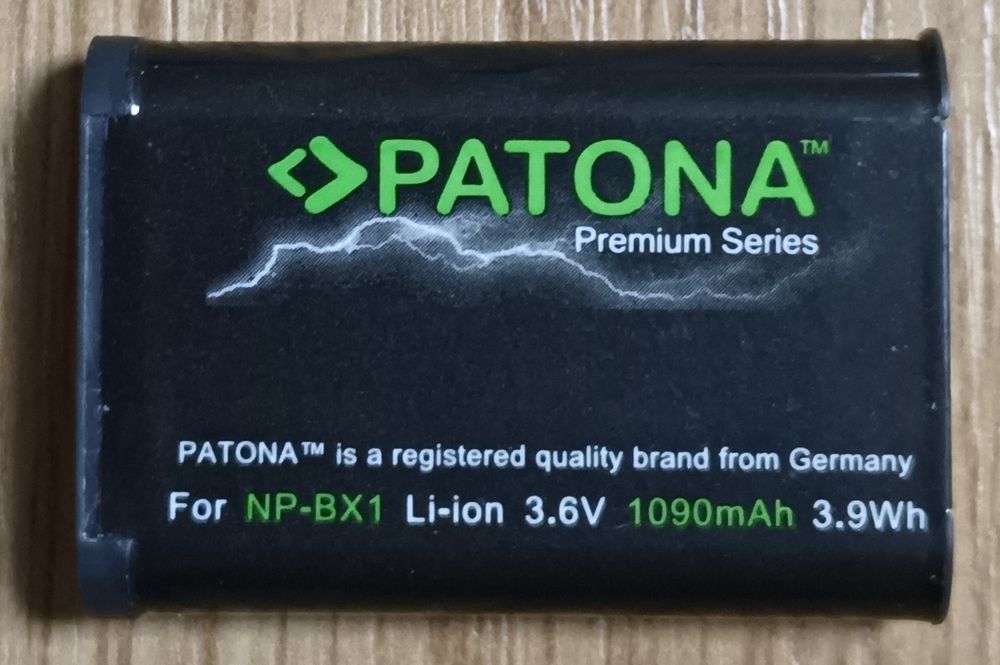 PATONA™
Premium Series
PATONA™ is a registered quality brand from Germany
For NP-BX1 Li-ion 3.6V 1090mAh 3.9Wh